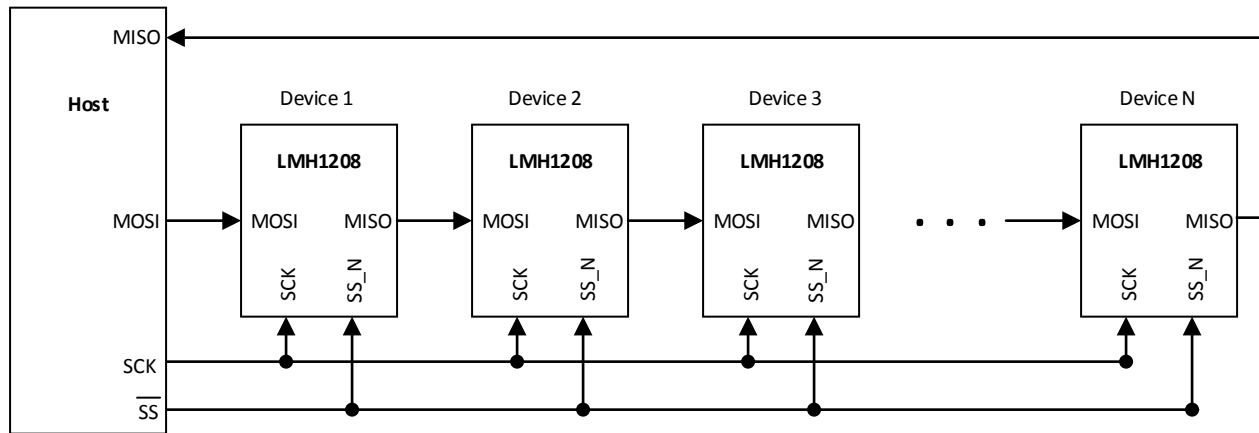 MISO
Host
Device 1 Device 2 Device 3 Device N
LMH1208 LMH1208 LMH1208 LMH1208
MOSI MOSI MISO MOSI MISO MOSI MISO . . . MOSI MISO
SCK SS_N SCK SS_N SCK SS_N SCK SS_N
SCK
SS